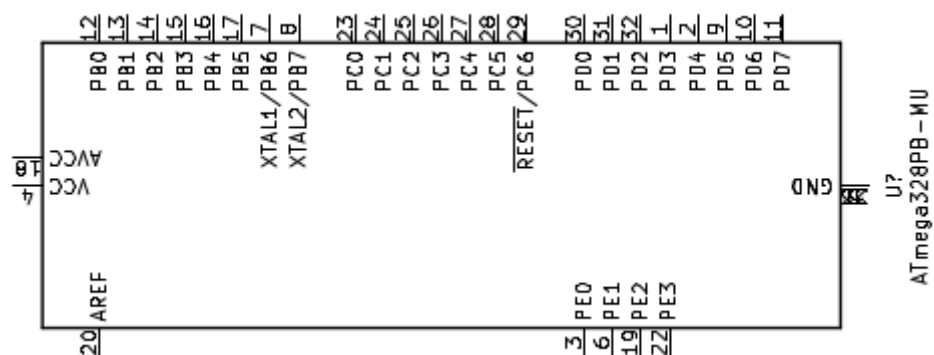 12 13 14 15 16 17 7 8 23 24 25 26 27 28 29 30 31 32 1 2 9 10 11
PB0 PB1 PB2 PB3 PB4 PB5 XTAL1/PB6 XTAL2/PB7 PC0 PC1 PC2 PC3 PC4 PC5 RESET/PC6 PD0 PD1 PD2 PD3 PD4 PD5 PD6 PD7
18 AVCC
4 VCC
GND
U?
ATmega328PB-MU
AREF PE0 PE1 PE2 PE3
20 3 6 19 22